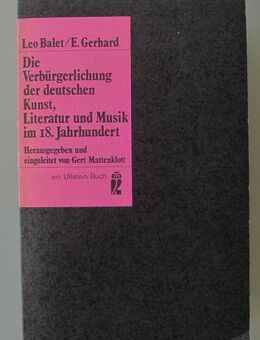 Leo Balet/E. Gerhard
Die
Verbürgerlichung
der deutschen
Kunst,
Literatur und Musik
im 18. Jahrhundert
Herausgegeben und
eingeleitet von Gert Mattenklott
ein Ullstein Buch